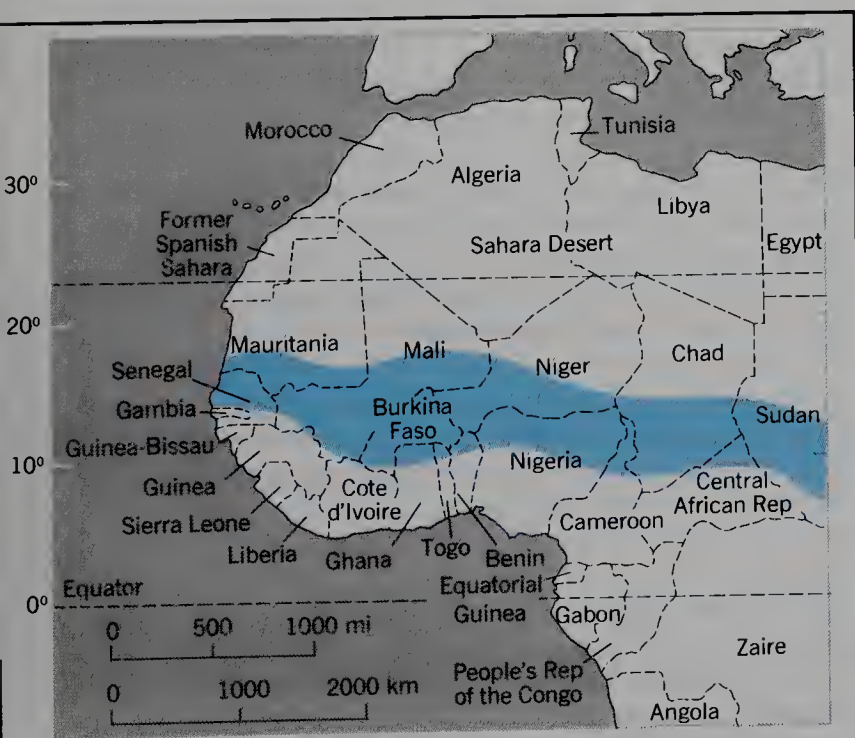 Morocco
Tunisia
Algeria
30°
Libya
Former
Spanish
Sahara
Sahara Desert
Egypt
20°
Mauritania
Mali
Niger
Chad
Senegal
Gambia
Burkina
Faso
Sudan
Guinea-Bissau
10°
Nigeria
Guinea
Cote
d'Ivoire
Central
African Rep
Sierra Leone
Cameroon
Liberia
Ghana
Togo
Benin
Equator
Equatorial
Guinea
0°
Gabon
0 500 1000 mi
Zaire
People's Rep
of the Congo
0 1000 2000 km
Angola